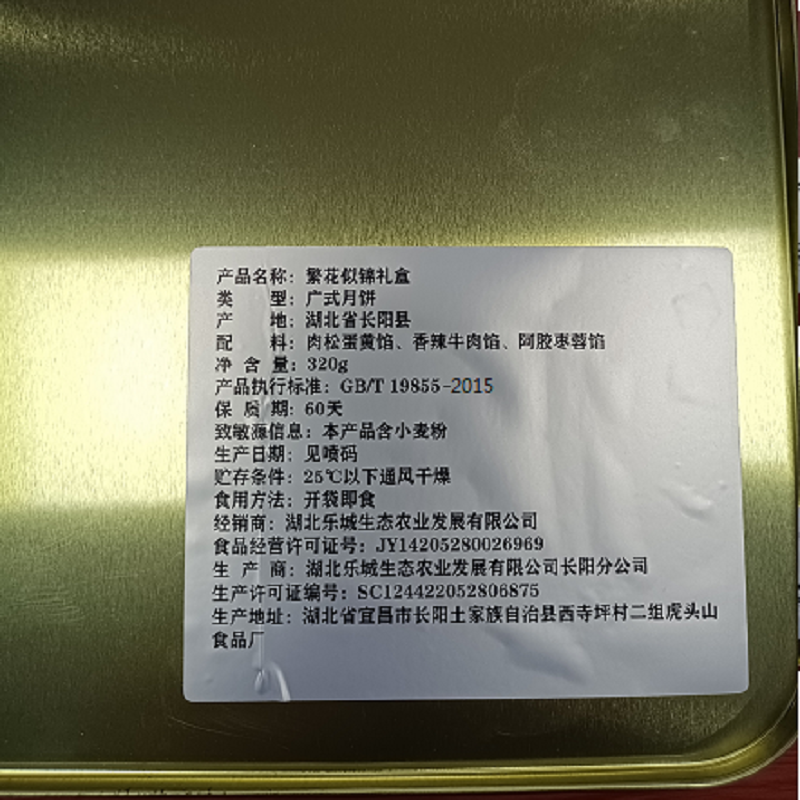 产品名称：繁花似锦礼盒
类 型：广式月饼
产 地：湖北省长阳县
配 料：肉松蛋黄馅、香辣牛肉馅、阿胶枣蓉馅
净 含 量：320g
产品执行标准：GB/T 19855-2015
保 质 期：60天
致敏源信息：本产品含小麦粉
生产日期：见喷码
贮存条件：25℃以下通风干燥
食用方法：开袋即食
经销商：湖北乐城生态农业发展有限公司
食品经营许可证号：JY14205280026969
生 产 商：湖北乐城生态农业发展有限公司长阳分公司
生产许可证编号：SC124422052806875
生产地址：湖北省宜昌市长阳土家族自治县西寺坪村二组虎头山
食品厂